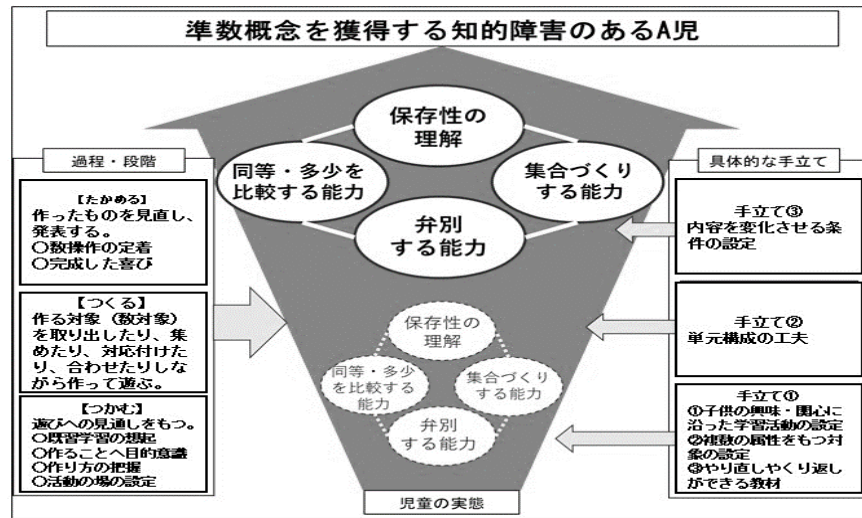 準数概念を獲得する知的障害のあるA児
過程・段階
【たかめる】
作ったものを見直し、
発表する。
○数操作の定着
○完成した喜び
【つくる】
作る対象（数対象）
を取り出したり、集
めたり、対応付けた
り、合わせたりしな
がら作って遊ぶ。
【つかむ】
遊びへの見通しをもつ。
○既習学習の想起
○作ることへ目的意識
○作り方の把握
○活動の場の設定
保存性の
理解
同等・多少を
比較する能力
集合づくり
する能力
弁別
する能力
保存性の
理解
同等・多少を
比較する能力
集合づくり
する能力
弁別
する能力
児童の実態
具体的な手立て
手立て③
内容を変化させる条
件の設定
手立て②
単元構成の工夫
手立て①
①子供の興味・関心に
沿った学習活動の設定
②複数の属性をもつ対
象の設定
③やり直しやくり返し
ができる教材